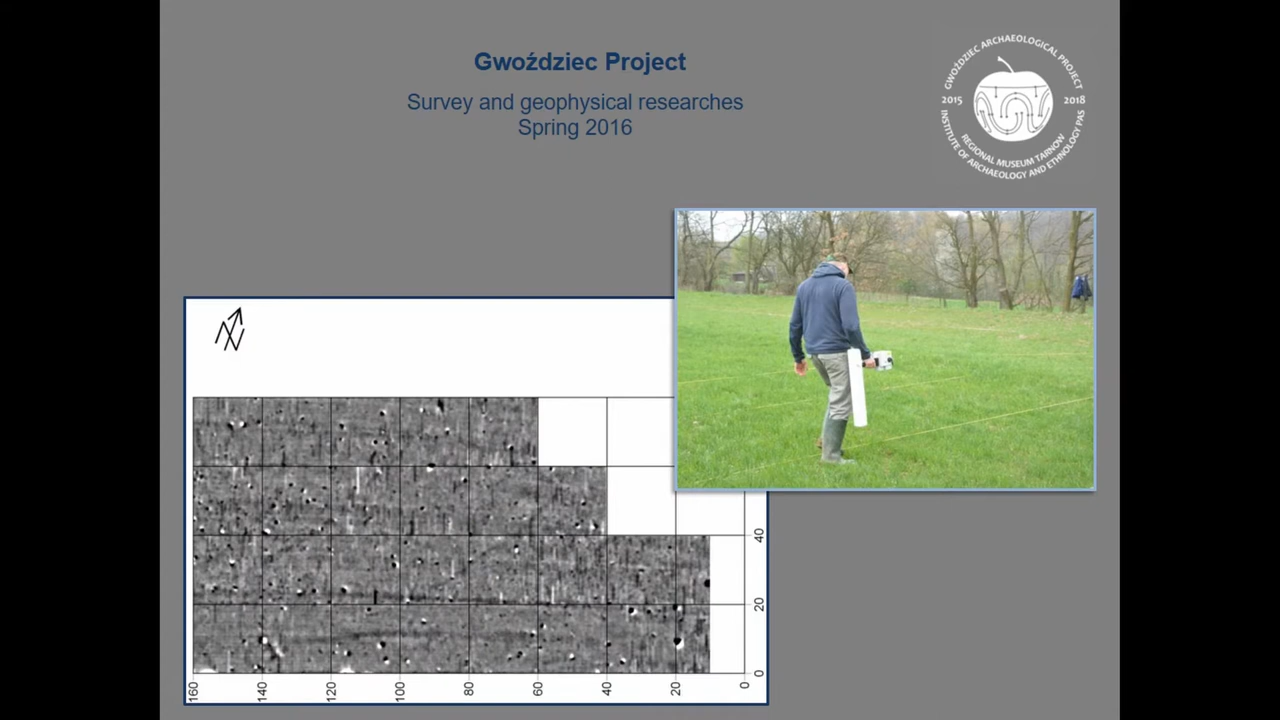 Gwoździec Project
Survey and geophysical researches
Spring 2016
GWOŹDZIEC ARCHAEOLOGICAL PROJECT
2015
2018
REGIONAL MUSEUM TARNOW
INSTITUTE OF ARCHAEOLOGY AND ETHNOLOGY PAS
N
40
20
0
160
140
120
100
80
60
40
20
0